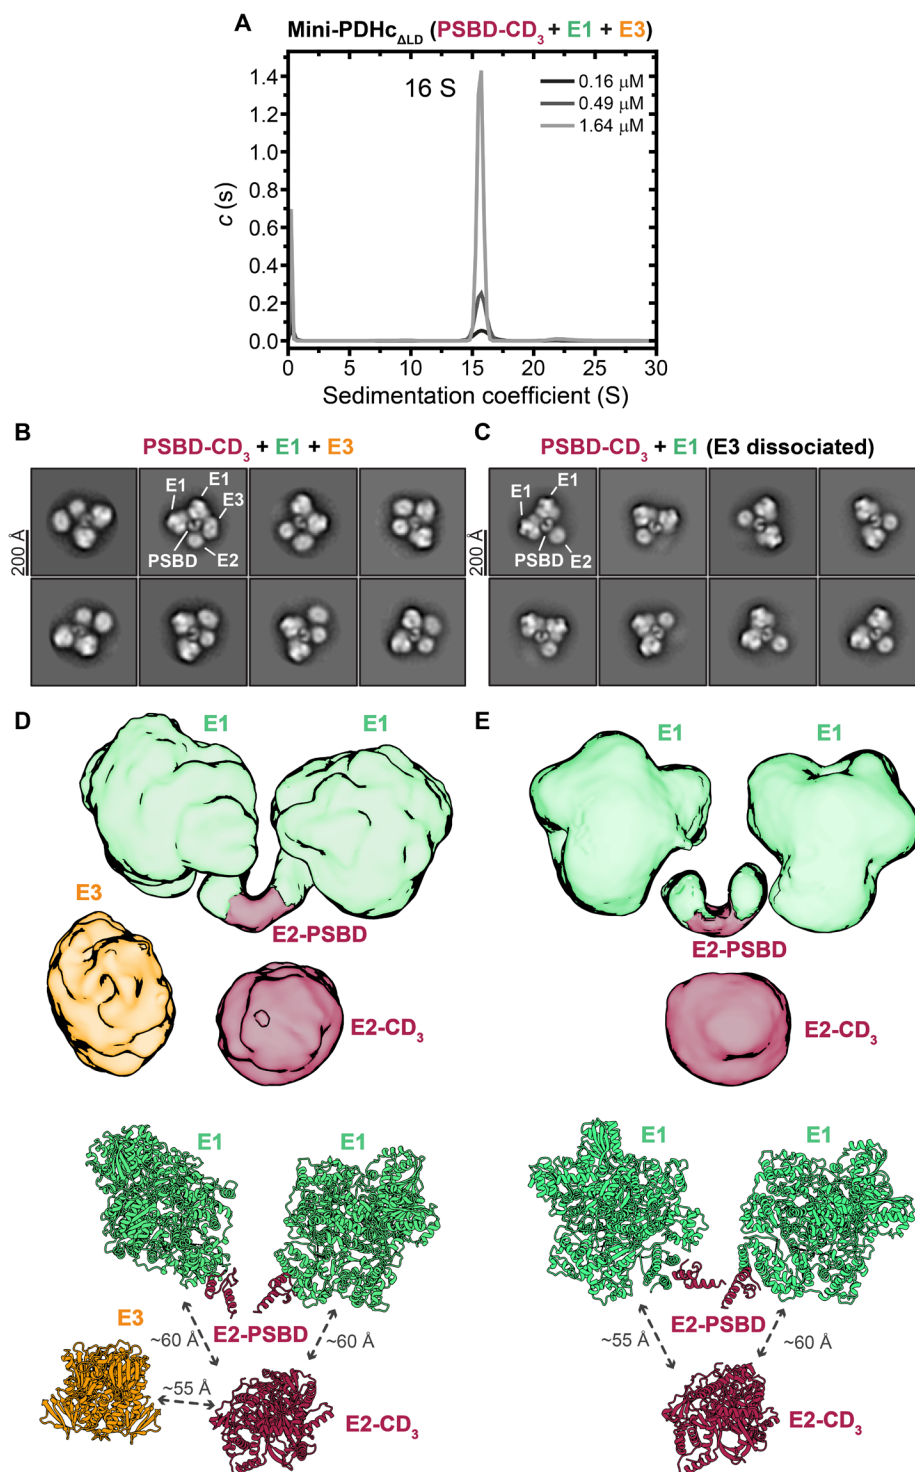 A
Mini-PDHcΔLD (PSBD-CD3 + E1 + E3)
16 S
0.16 μM
0.49 μM
1.64 μM
c (s)
1.4
1.2
1.0
0.8
0.6
0.4
0.2
0.0
0 5 10 15 20 25 30
Sedimentation coefficient (S)
B
PSBD-CD3 + E1 + E3
200 Å
E1
E1
E3
PSBD
E2
C
PSBD-CD3 + E1 (E3 dissociated)
200 Å
E1
E1
PSBD
E2
D
E1 E1
E3
E2-PSBD
E2-CD3
E1 E1
E3
E2-PSBD
~60 Å
~60 Å
~55 Å
E2-CD3
E
E1 E1
E2-PSBD
E2-CD3
E1 E1
E2-PSBD
~55 Å
~60 Å
E2-CD3